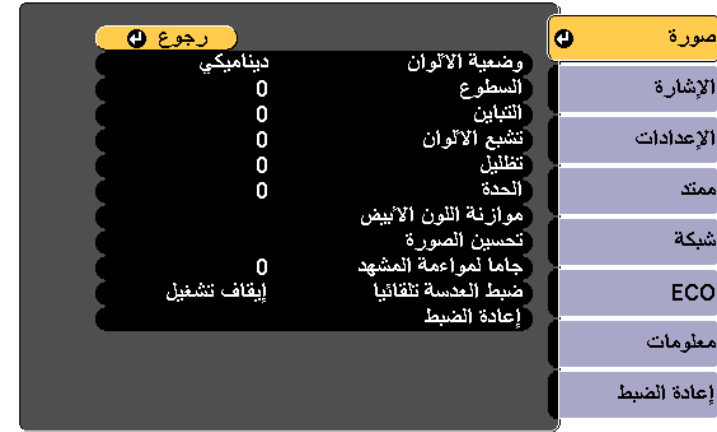 صورة
الإشارة
الإعدادات
ممتد
شبكة
ECO
معلومات
إعادة الضبط
رجوع
وضعية الألوان ديناميكي
السطوع 0
التباين 0
تشبع الألوان 0
تظليل 0
الحدة 0
موازنة اللون الأبيض
تحسين الصورة
جاما لمواءمة المشهد 0
ضبط العدسة تلقائيا إيقاف تشغيل
إعادة الضبط